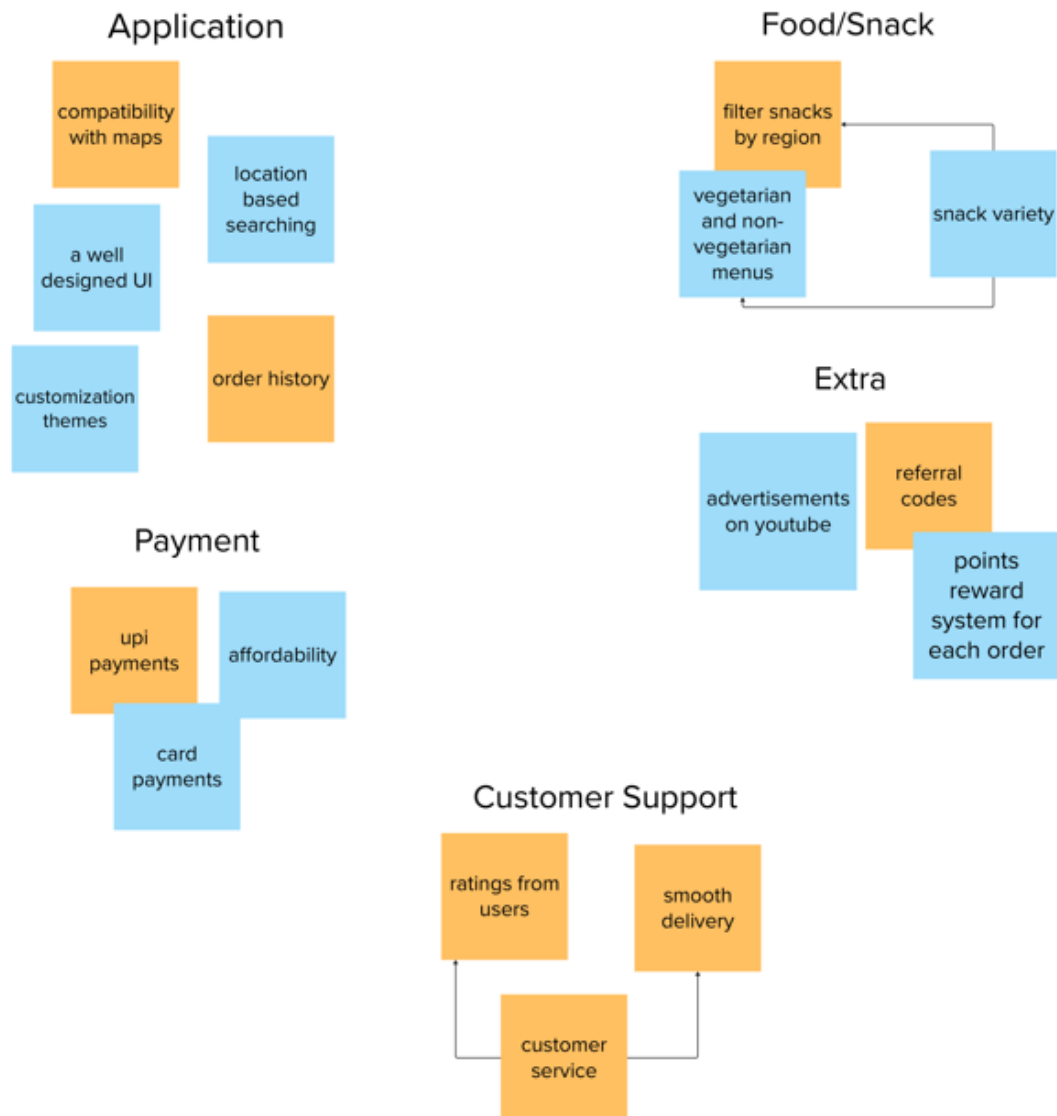 Application
compatibility
with maps
location
based
searching
a well
designed UI
order history
customization
themes
Food/Snack
filter snacks
by region
vegetarian
and non-
vegetarian
menus
snack variety
Extra
advertisements
on youtube
referral
codes
points
reward
system for
each order
Payment
upi
payments
affordability
card
payments
Customer Support
ratings from
users
smooth
delivery
customer
service